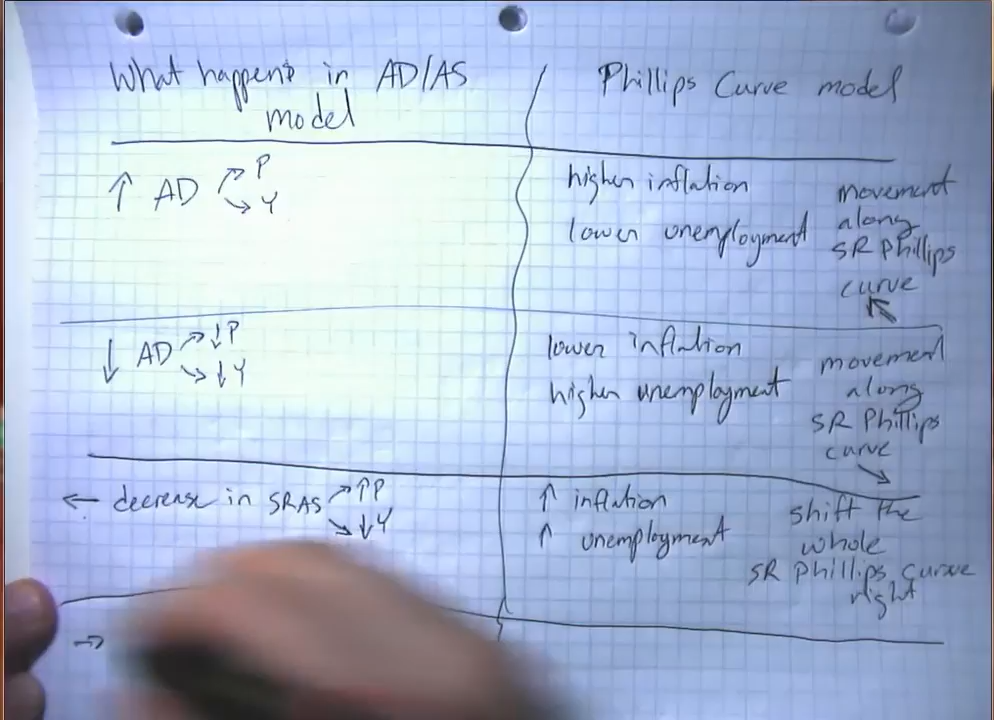 What happens in AD/AS model
Phillips Curve model
↑ AD ↗ P
↘ Y
higher inflation
lower unemployment
movement
along
SR Phillips
curve
↖
↓ AD ↗ ↓ P
↘ ↓ Y
lower inflation
higher unemployment
movement
along
SR Phillips
curve
↘
← decrease in SRAS ↗ ↑ P
↘ ↓ Y
↑ inflation
↑ unemployment
shift the
whole
SR Phillips curve
right
→